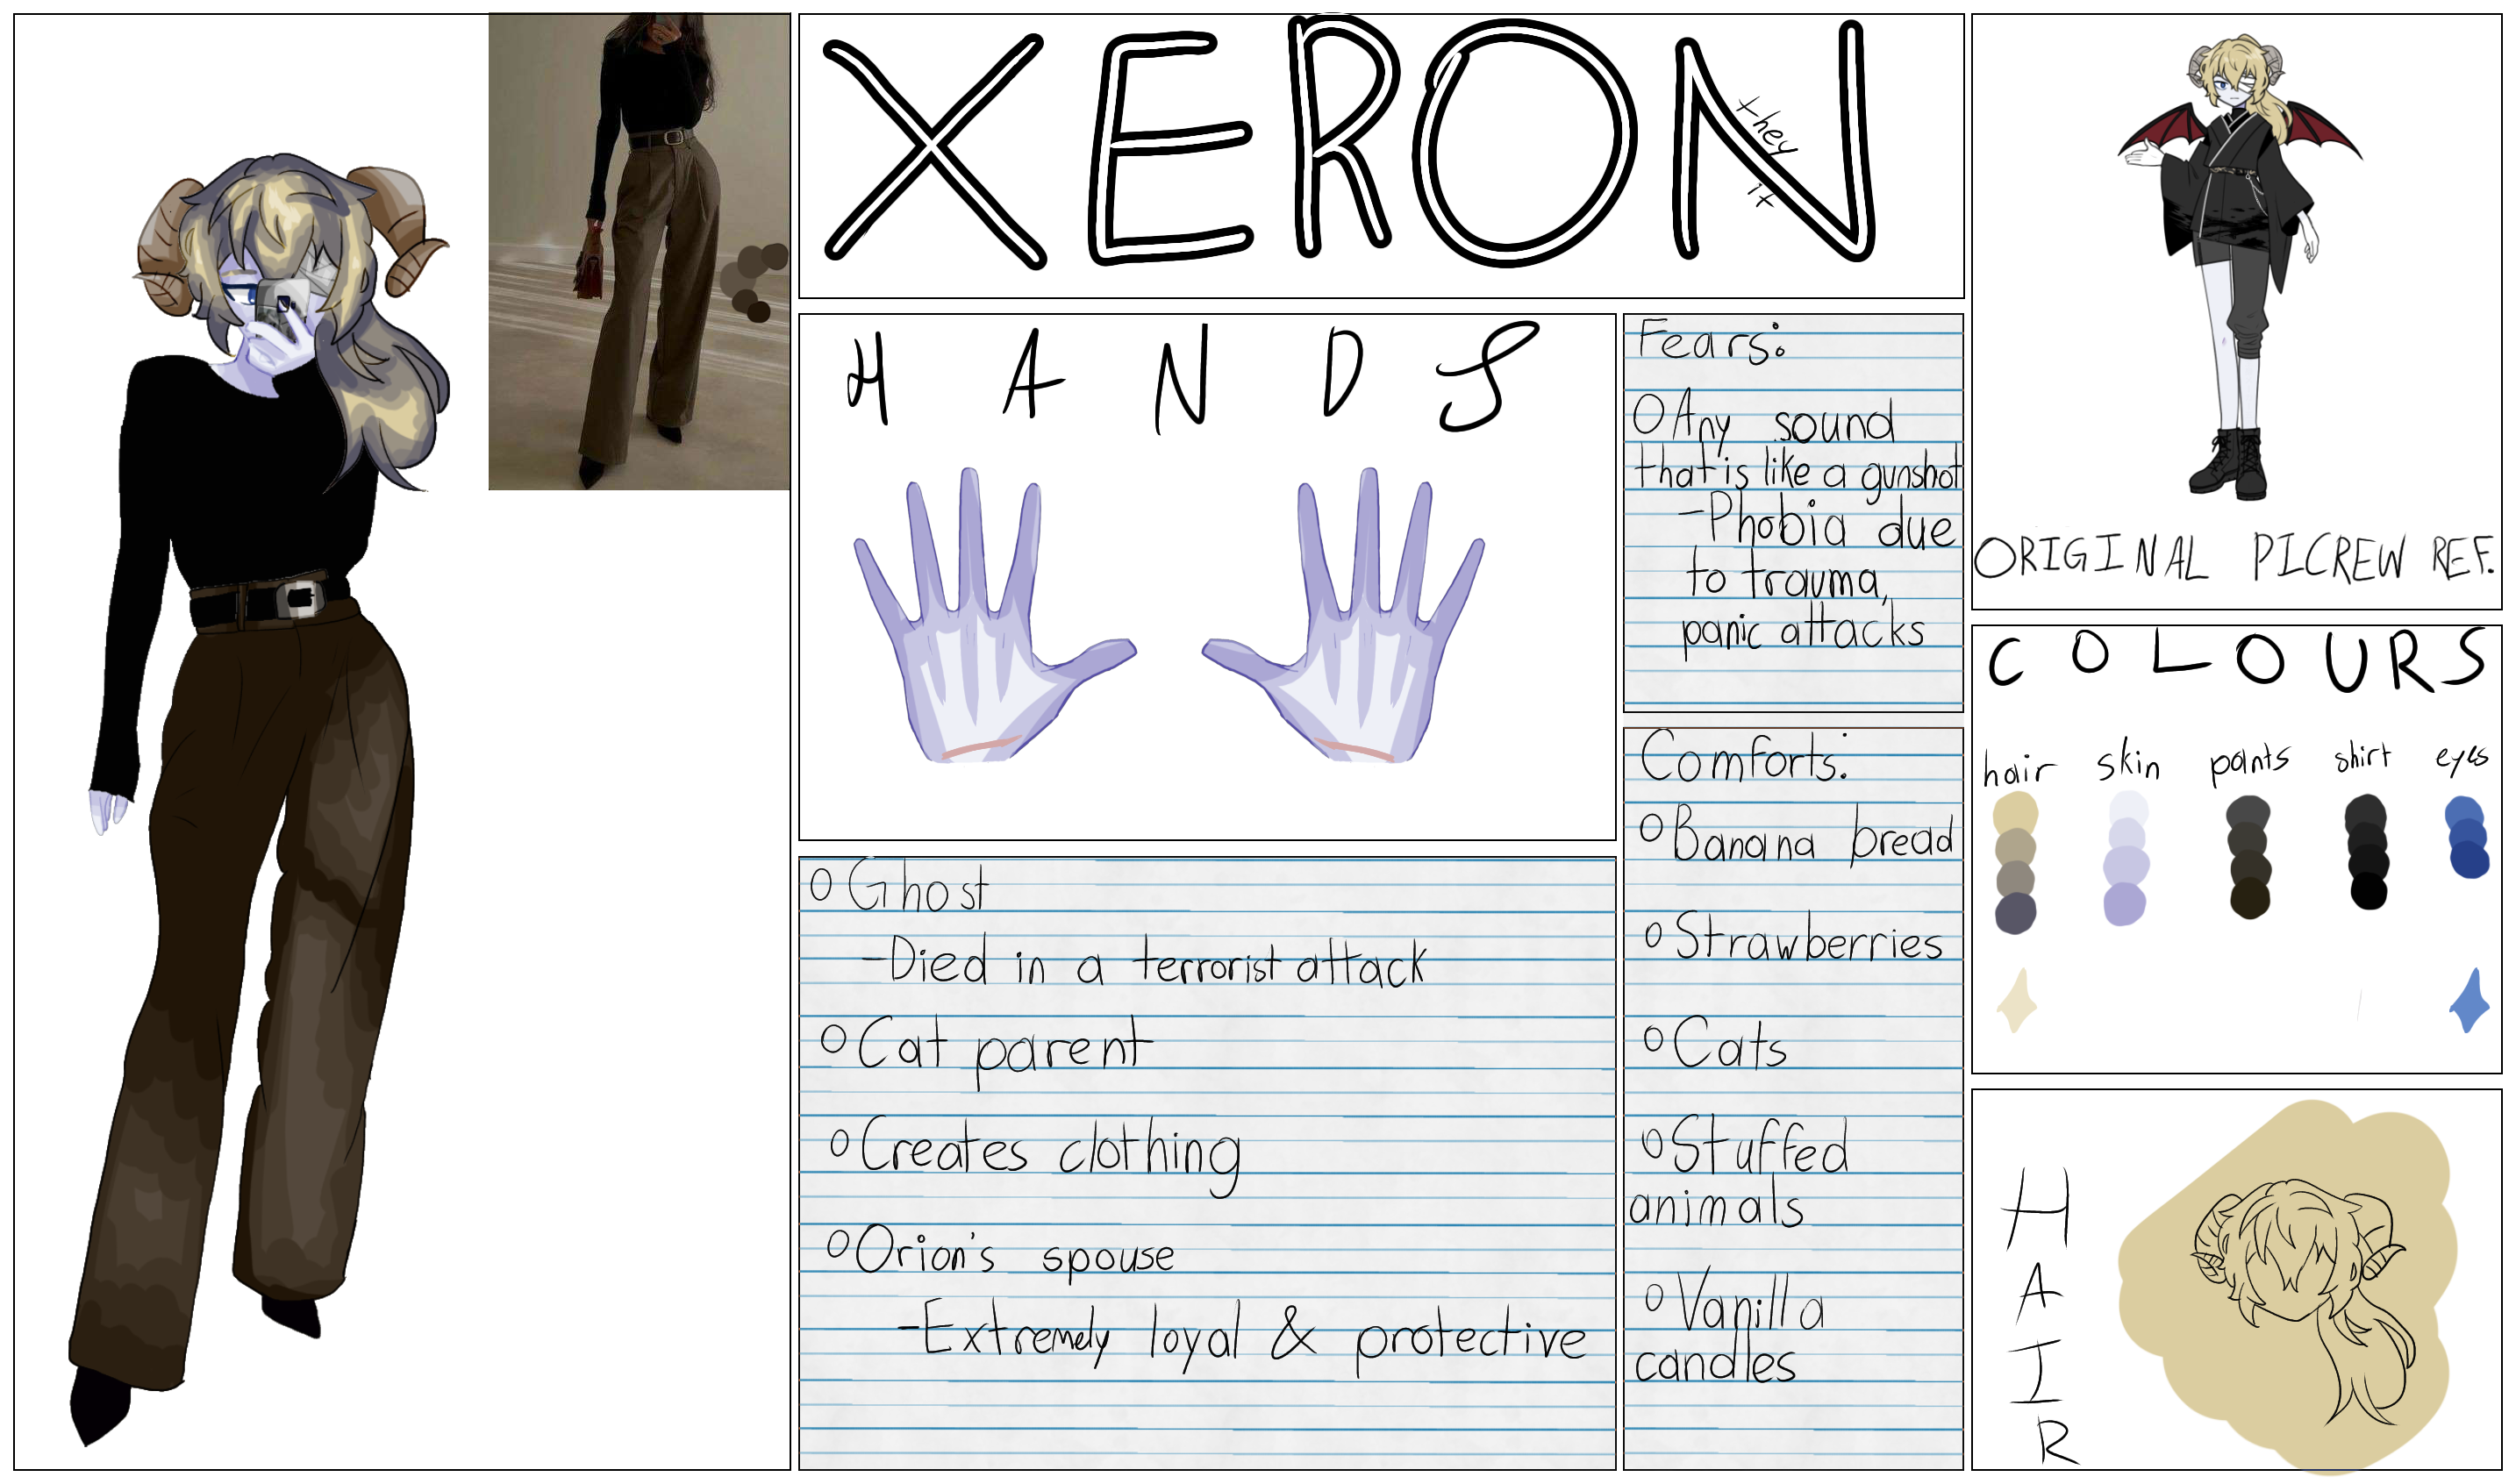 XERON
they
it
HANDS
O Ghost
-Died in a terrorist attack
O Cat parent
O Creates clothing
O Orion's spouse
-Extremely loyal & protective
Fears:
O Any sound
that is like a gunshot
-Phobia due
to trauma,
panic attacks
Comforts:
O Banana bread
O Strawberries
O Cats
O Stuffed
animals
O Vanilla
candles
ORIGINAL PICREW REF.
COLOURS
hair skin pants shirt eyes
HAIR